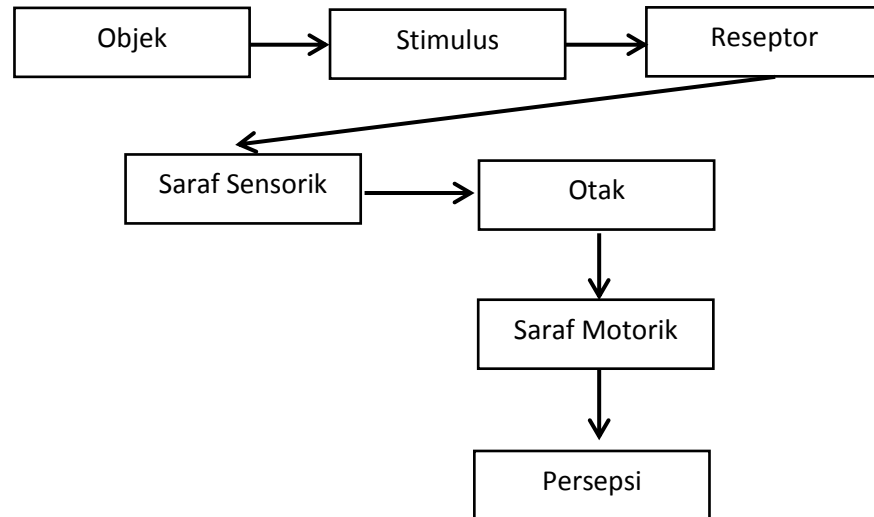 Objek
Stimulus
Reseptor
Saraf Sensorik
Otak
Saraf Motorik
Persepsi